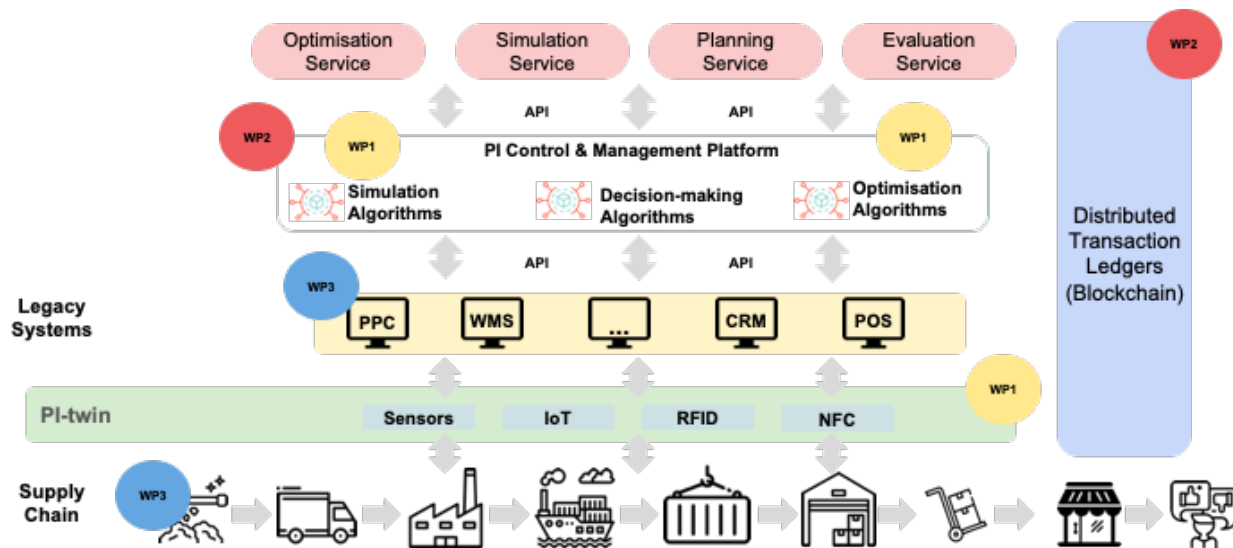 Optimisation
Service
Simulation
Service
Planning
Service
Evaluation
Service
WP2
API
API
WP2
WP1
WP1
PI Control & Management Platform
Simulation
Algorithms
Decision-making
Algorithms
Optimisation
Algorithms
Distributed
Transaction
Ledgers
(Blockchain)
API
API
WP3
Legacy
Systems
PPC
WMS
...
CRM
POS
WP1
PI-twin
Sensors
IoT
RFID
NFC
Supply
Chain
WP3